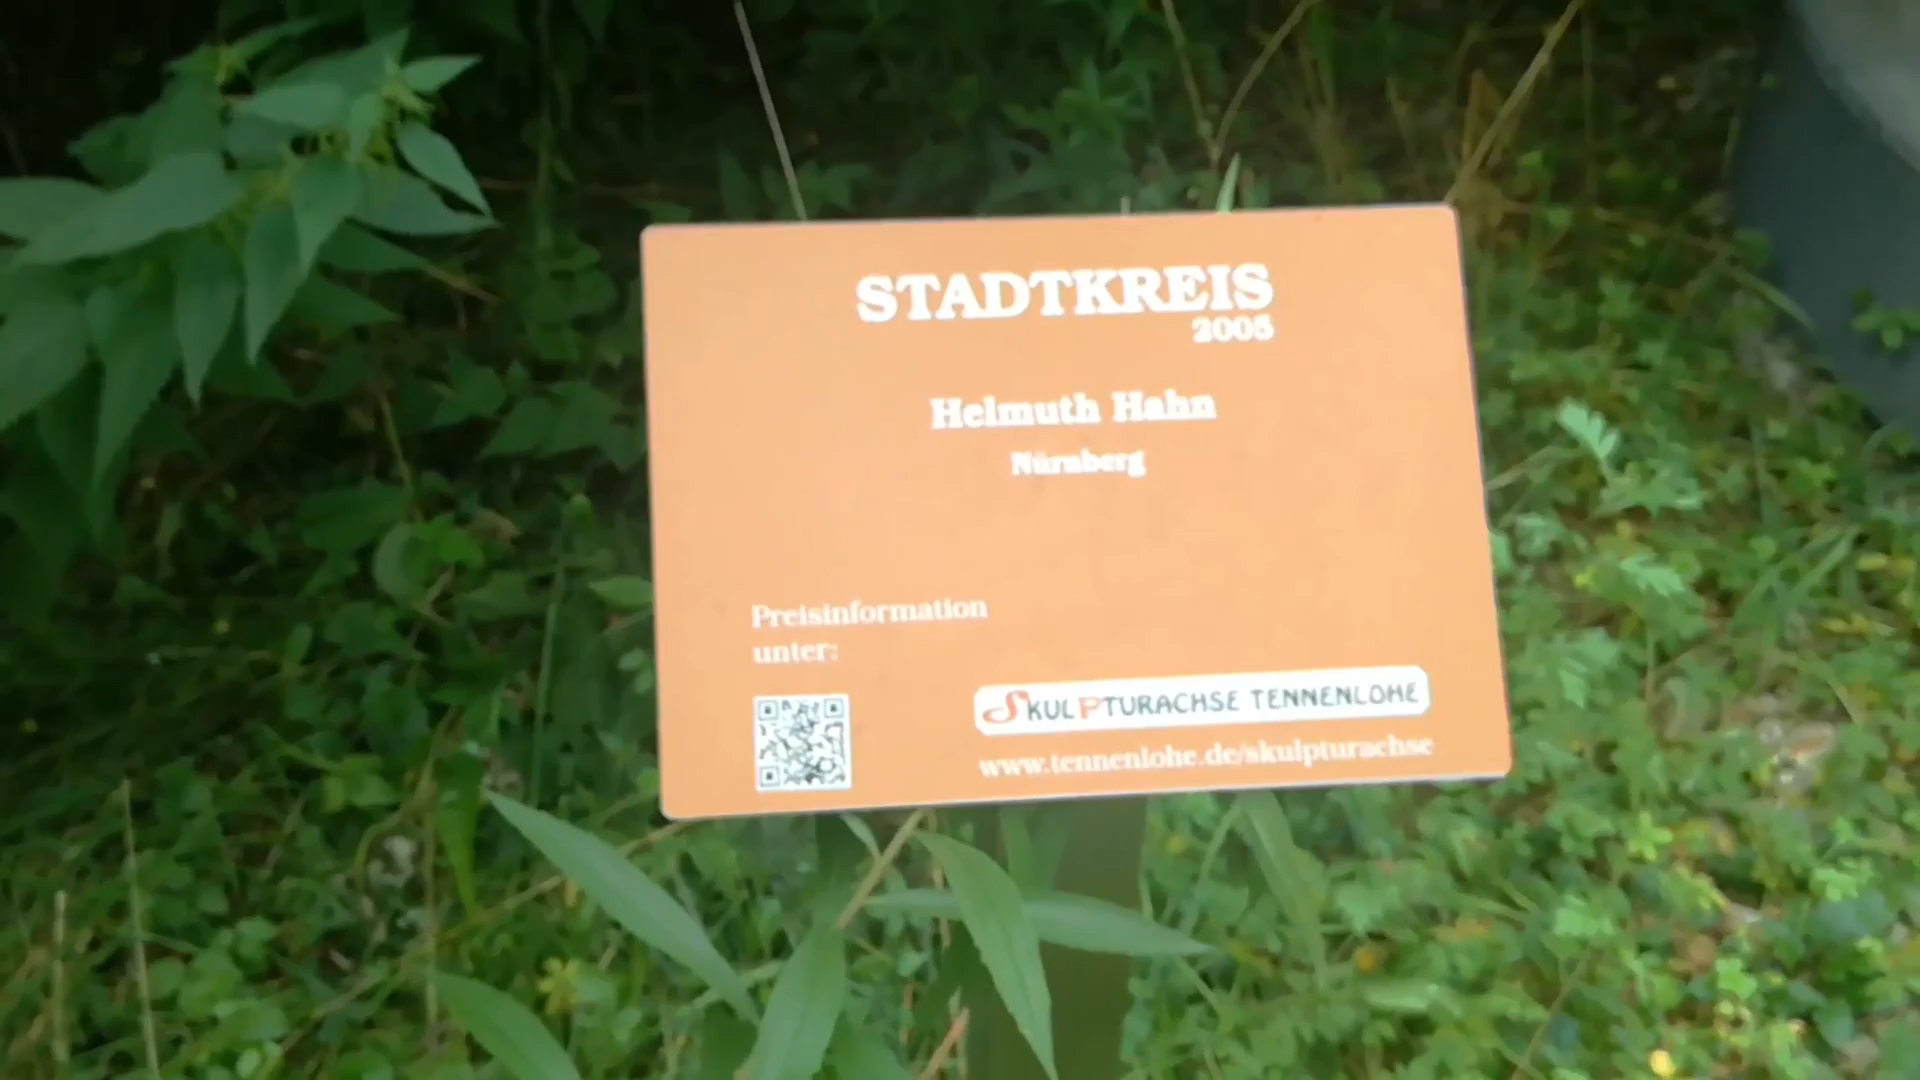 STADTKREIS
2005
Helmuth Hahn
Nürnberg
Preisinformation
unter:
SKULPTURACHSE TENNENLOHE
www.tennenlohe.de/skulpturachse